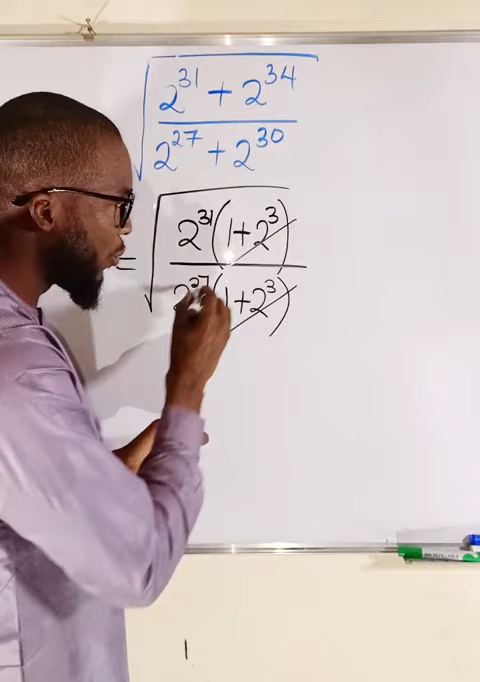 √((2^31 + 2^34)/(2^27 + 2^30))
= √((2^31(1+2^3))/(2^27(1+2^3)))